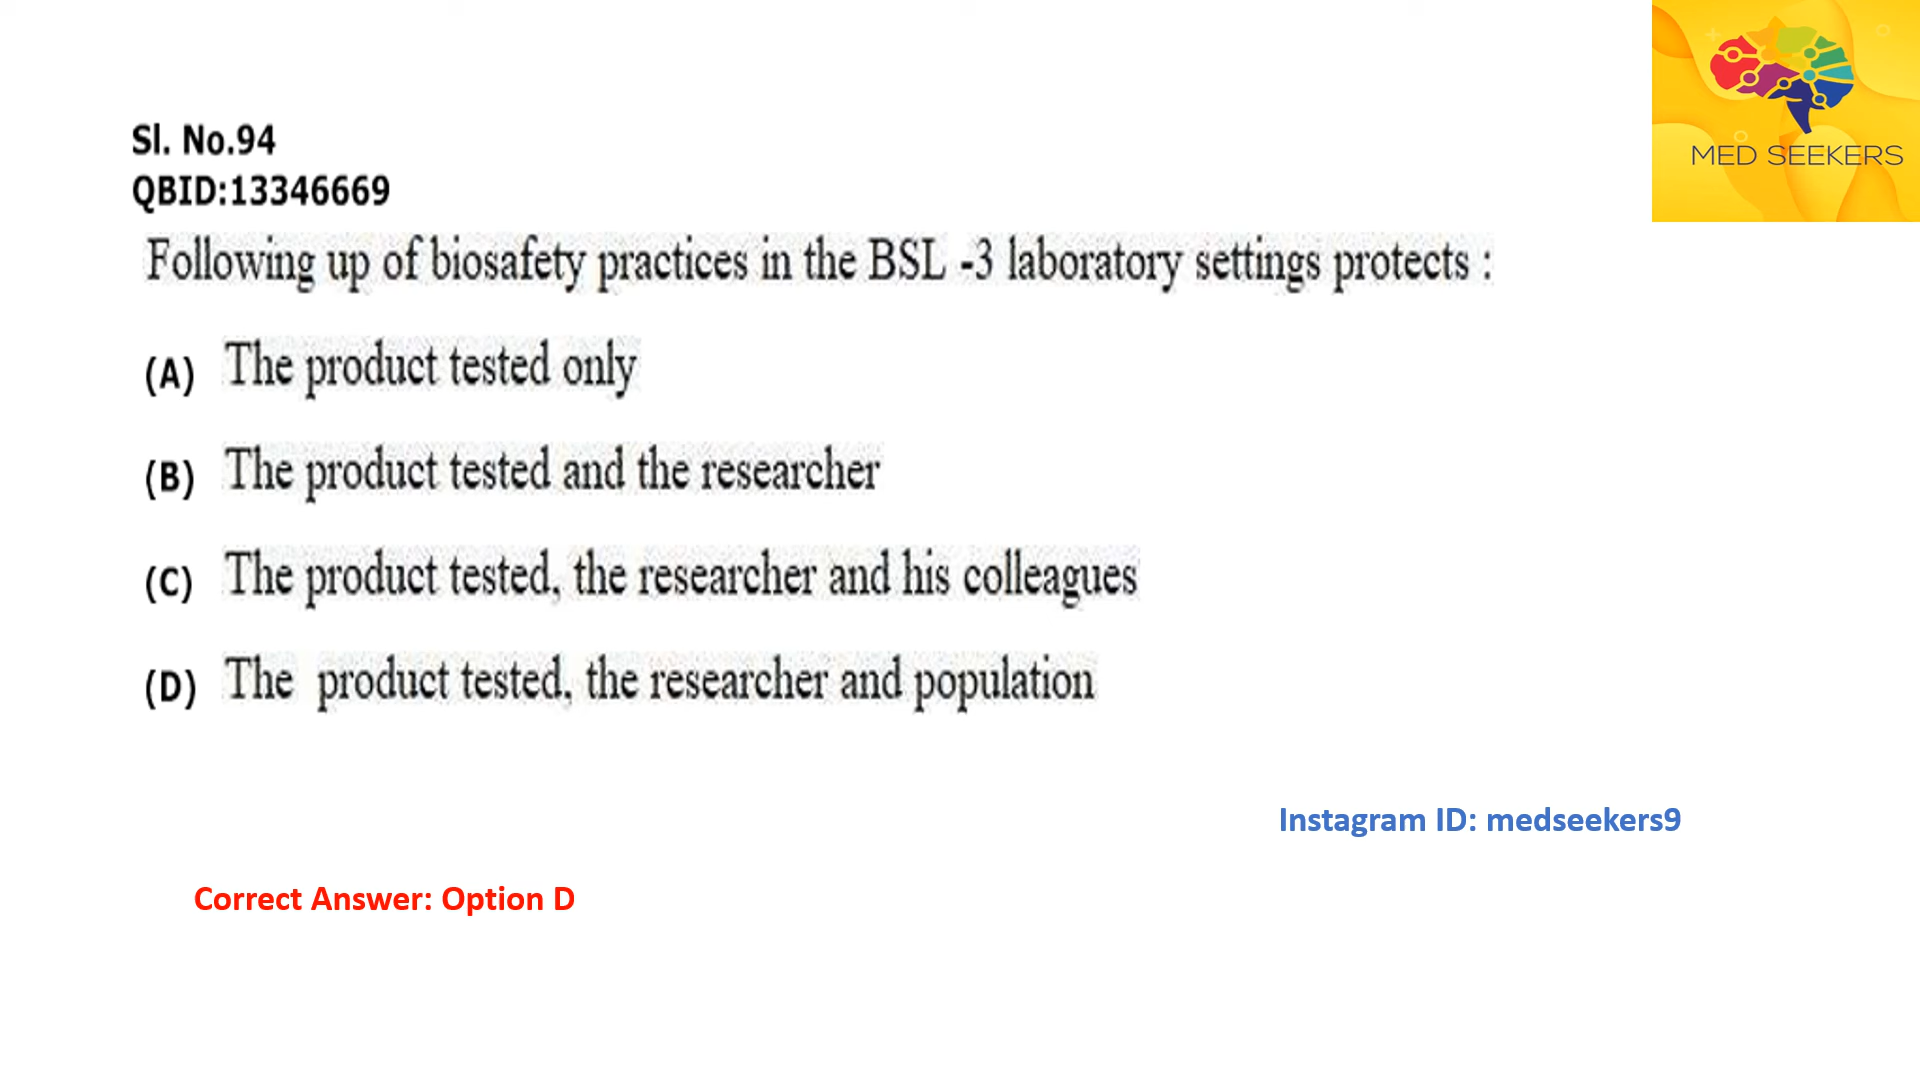 MED SEEKERS
Sl. No.94
QBID:13346669
Following up of biosafety practices in the BSL -3 laboratory settings protects :
(A) The product tested only
(B) The product tested and the researcher
(C) The product tested, the researcher and his colleagues
(D) The product tested, the researcher and population
Instagram ID: medseekers9
Correct Answer: Option D